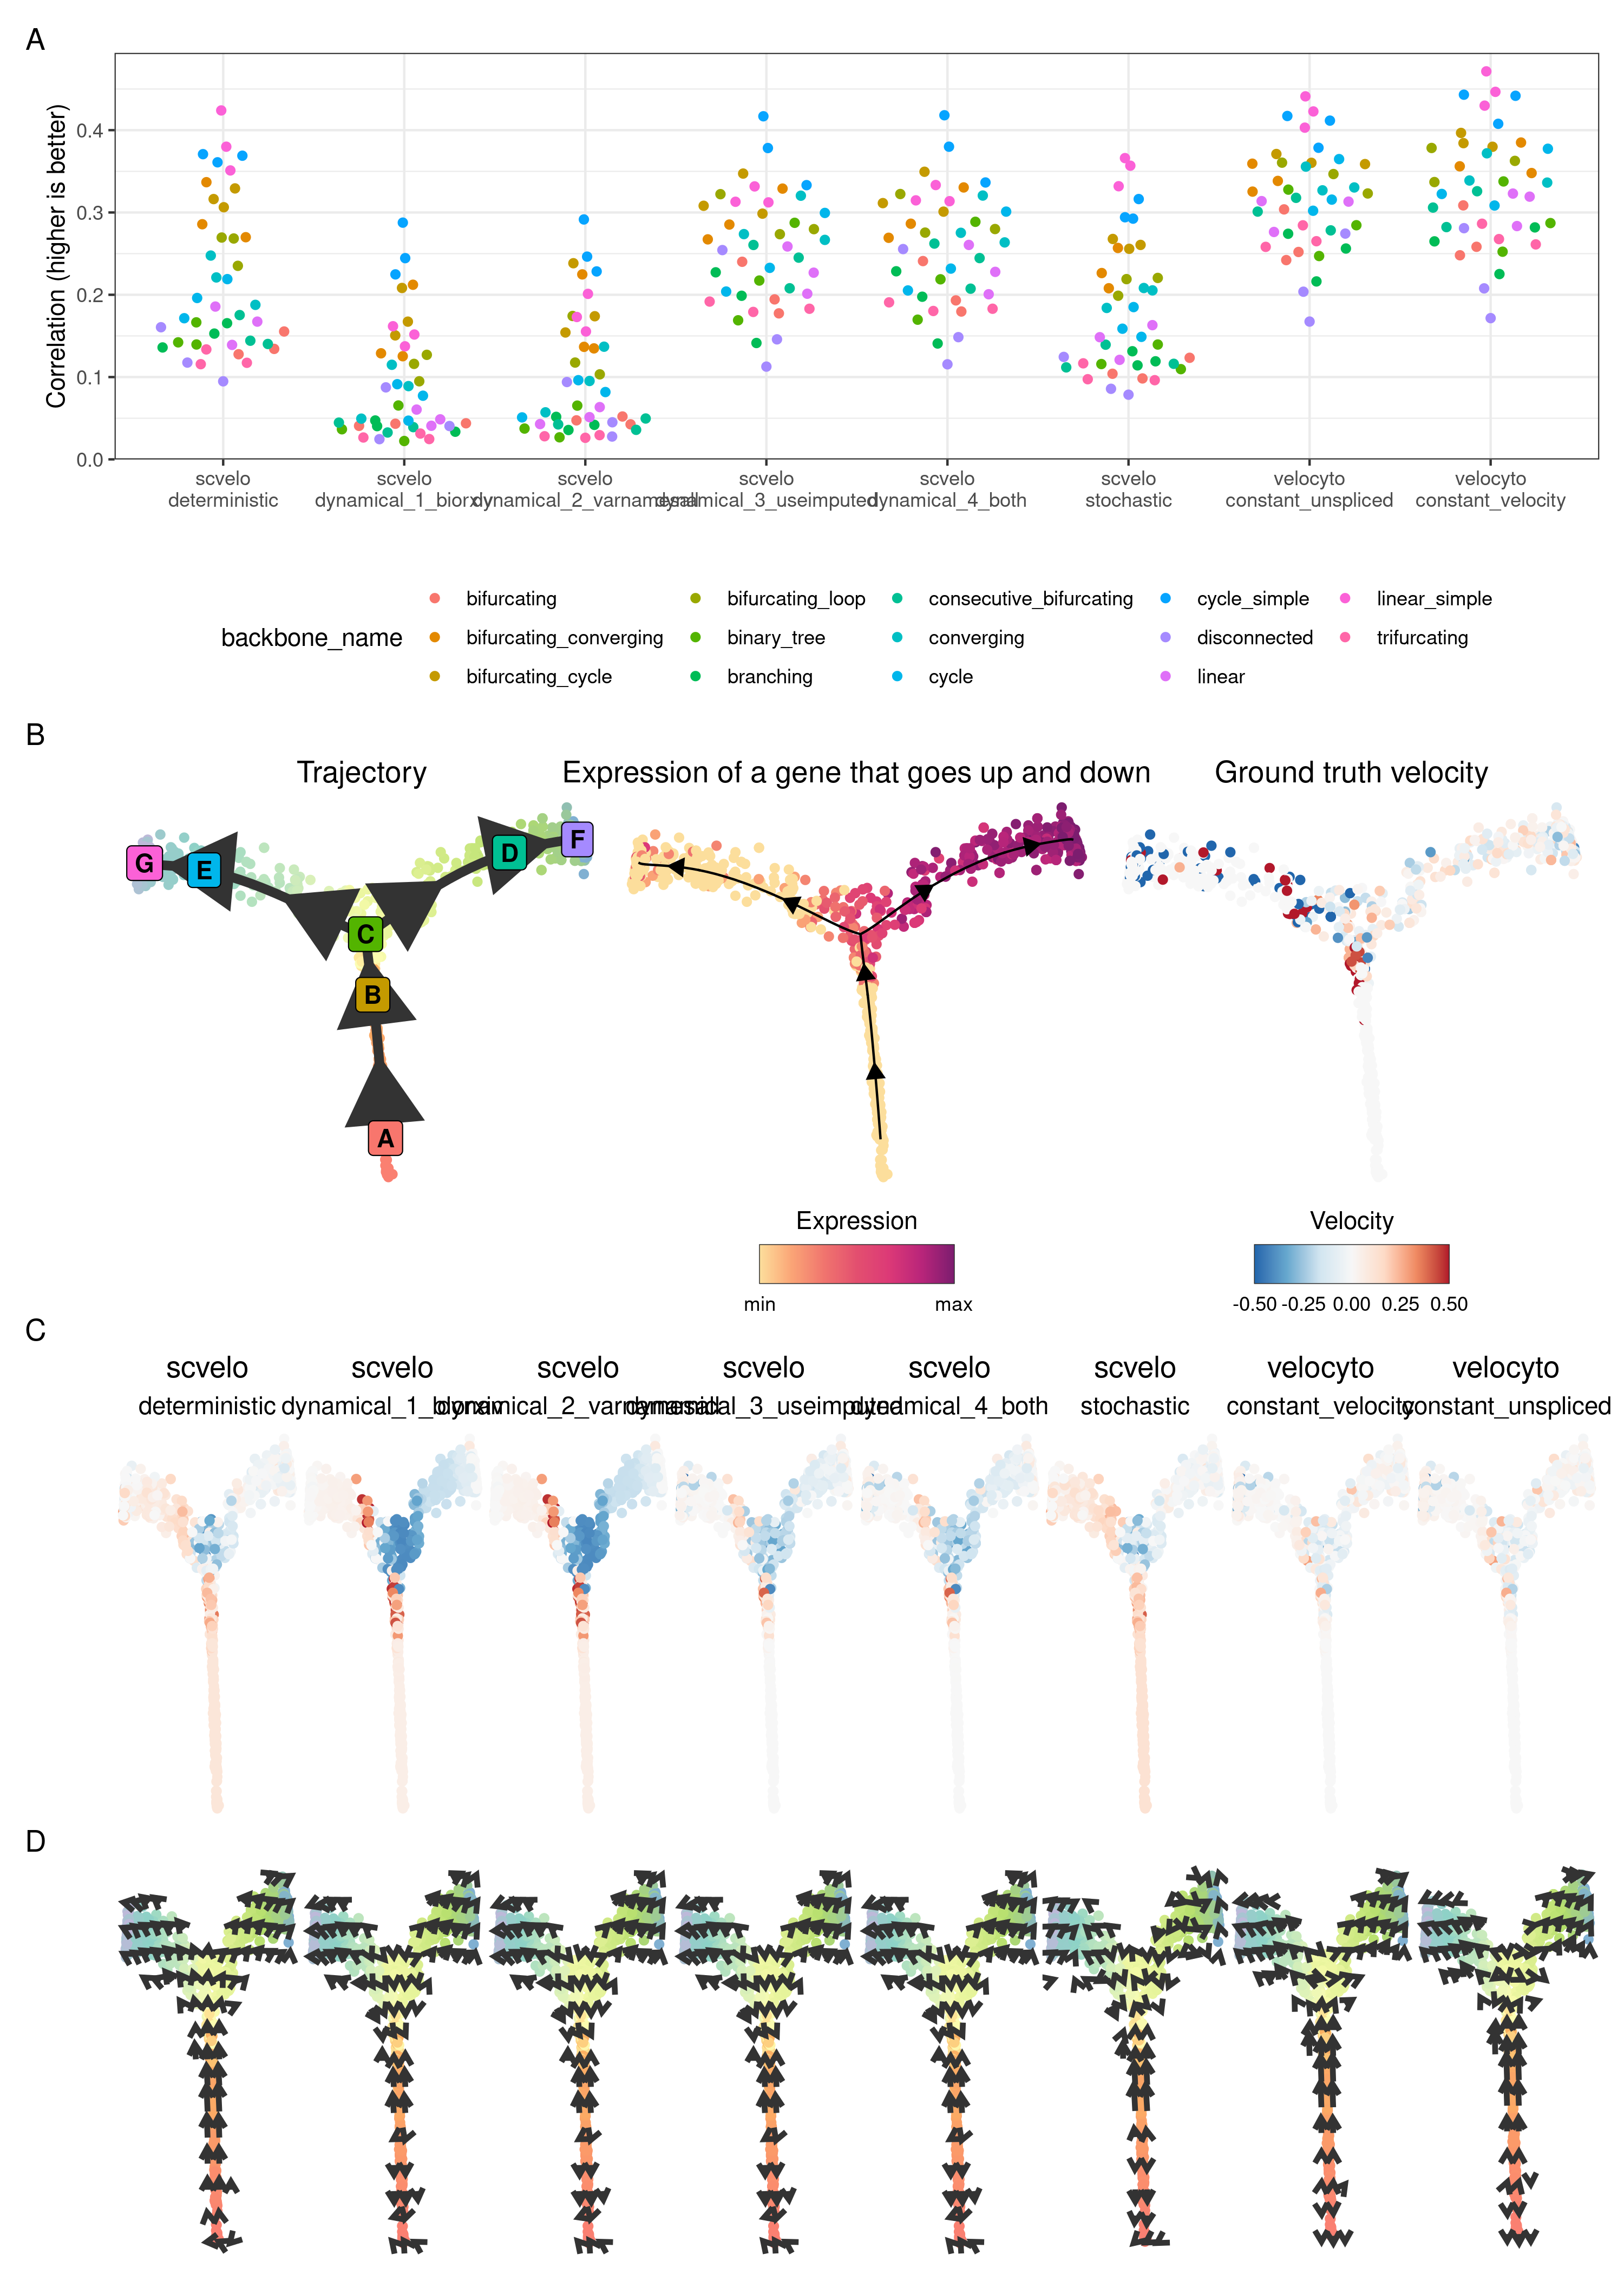 A
Correlation (higher is better)
0.4
0.3
0.2
0.1
0.0
scvelo scvelo scvelo scvelo scvelo scvelo velocyto velocyto
deterministic dynamical_1_biorxiv dynamical_2_varnames dynamical_3_useimputed dynamical_4_both stochastic constant_unspliced constant_velocity
backbone_name
bifurcating bifurcating_loop consecutive_bifurcating cycle_simple linear_simple
bifurcating_converging binary_tree converging disconnected trifurcating
bifurcating_cycle branching cycle linear
B
Trajectory Expression of a gene that goes up and down Ground truth velocity
G E D F
C
B
A
Expression Velocity
min max -0.50 -0.25 0.00 0.25 0.50
C
scvelo scvelo scvelo scvelo scvelo scvelo velocyto velocyto
deterministic dynamical_1_biorxiv dynamical_3_useimputed dynamical_4_both stochastic constant_velocity constant_unspliced
D